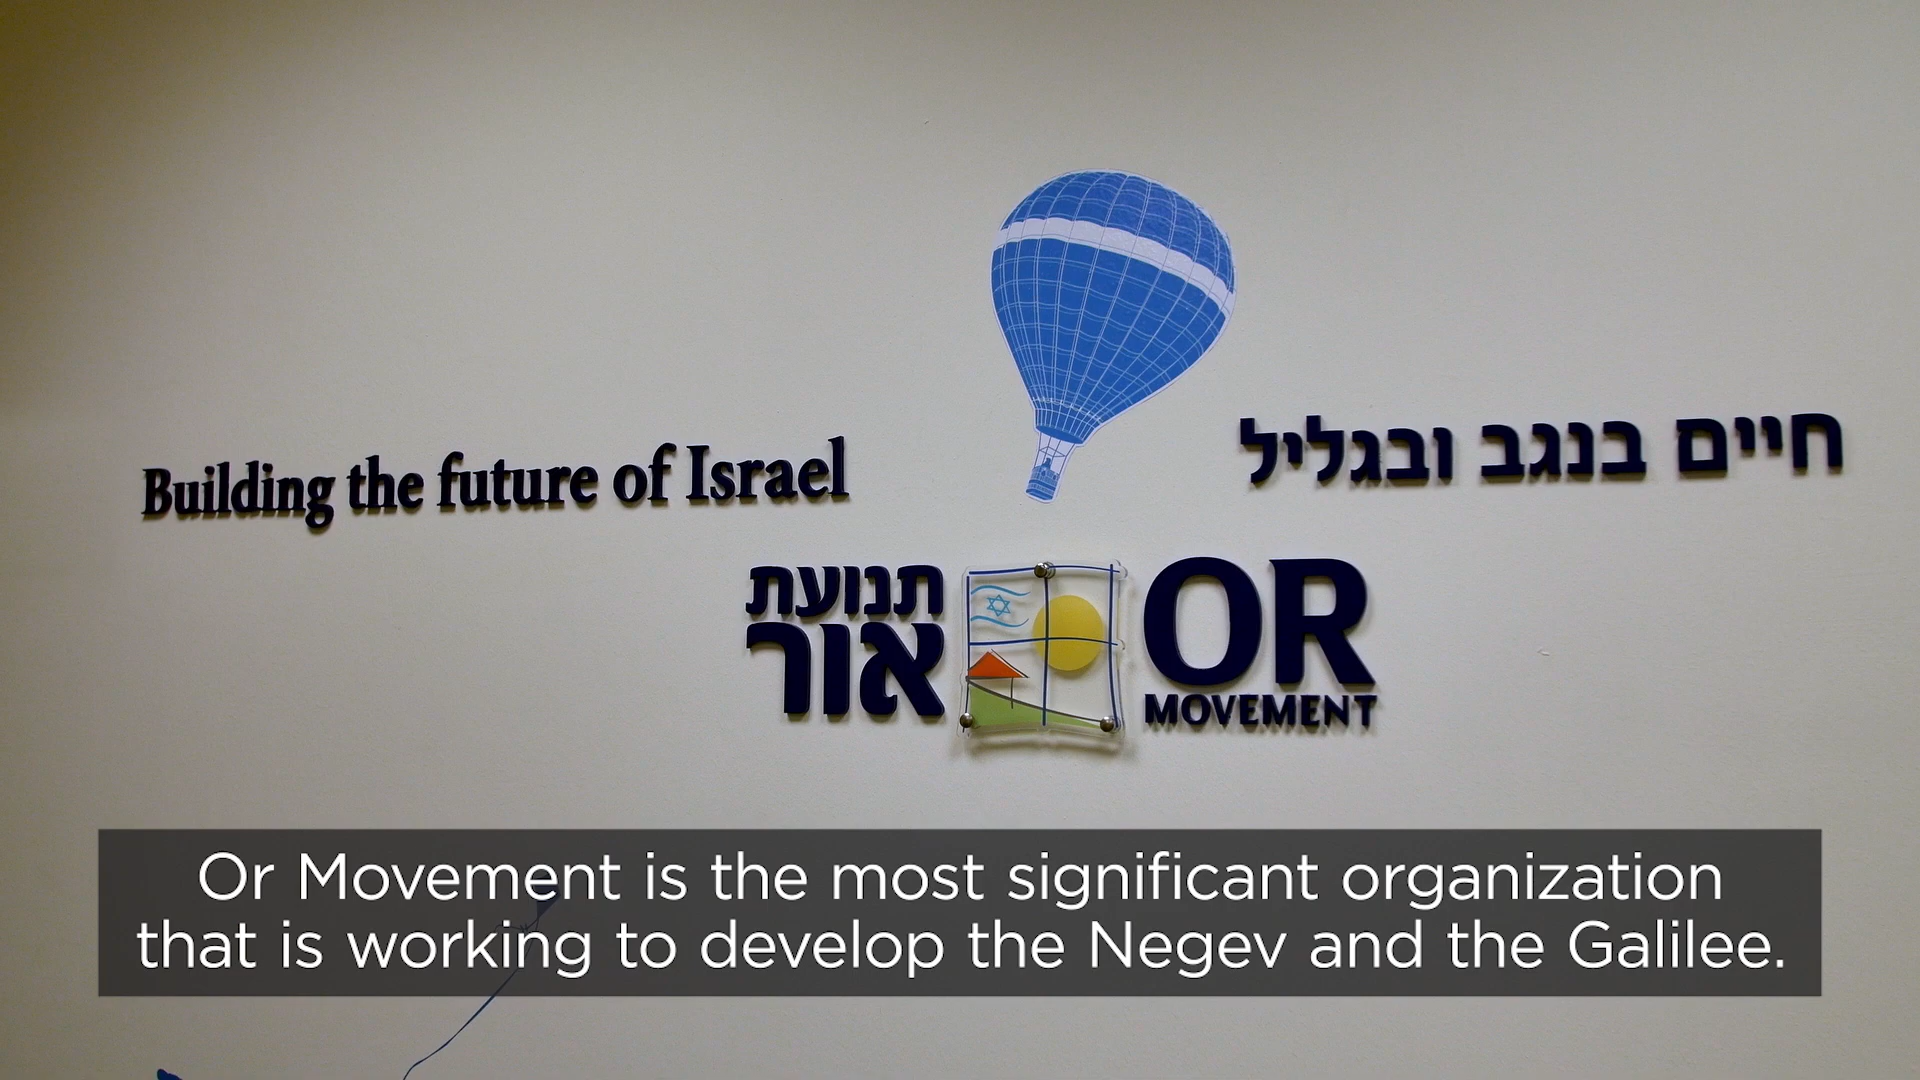 Building the future of Israel
חיים בנגב ובגליל
תנועת
אור
OR
MOVEMENT
Or Movement is the most significant organization
that is working to develop the Negev and the Galilee.